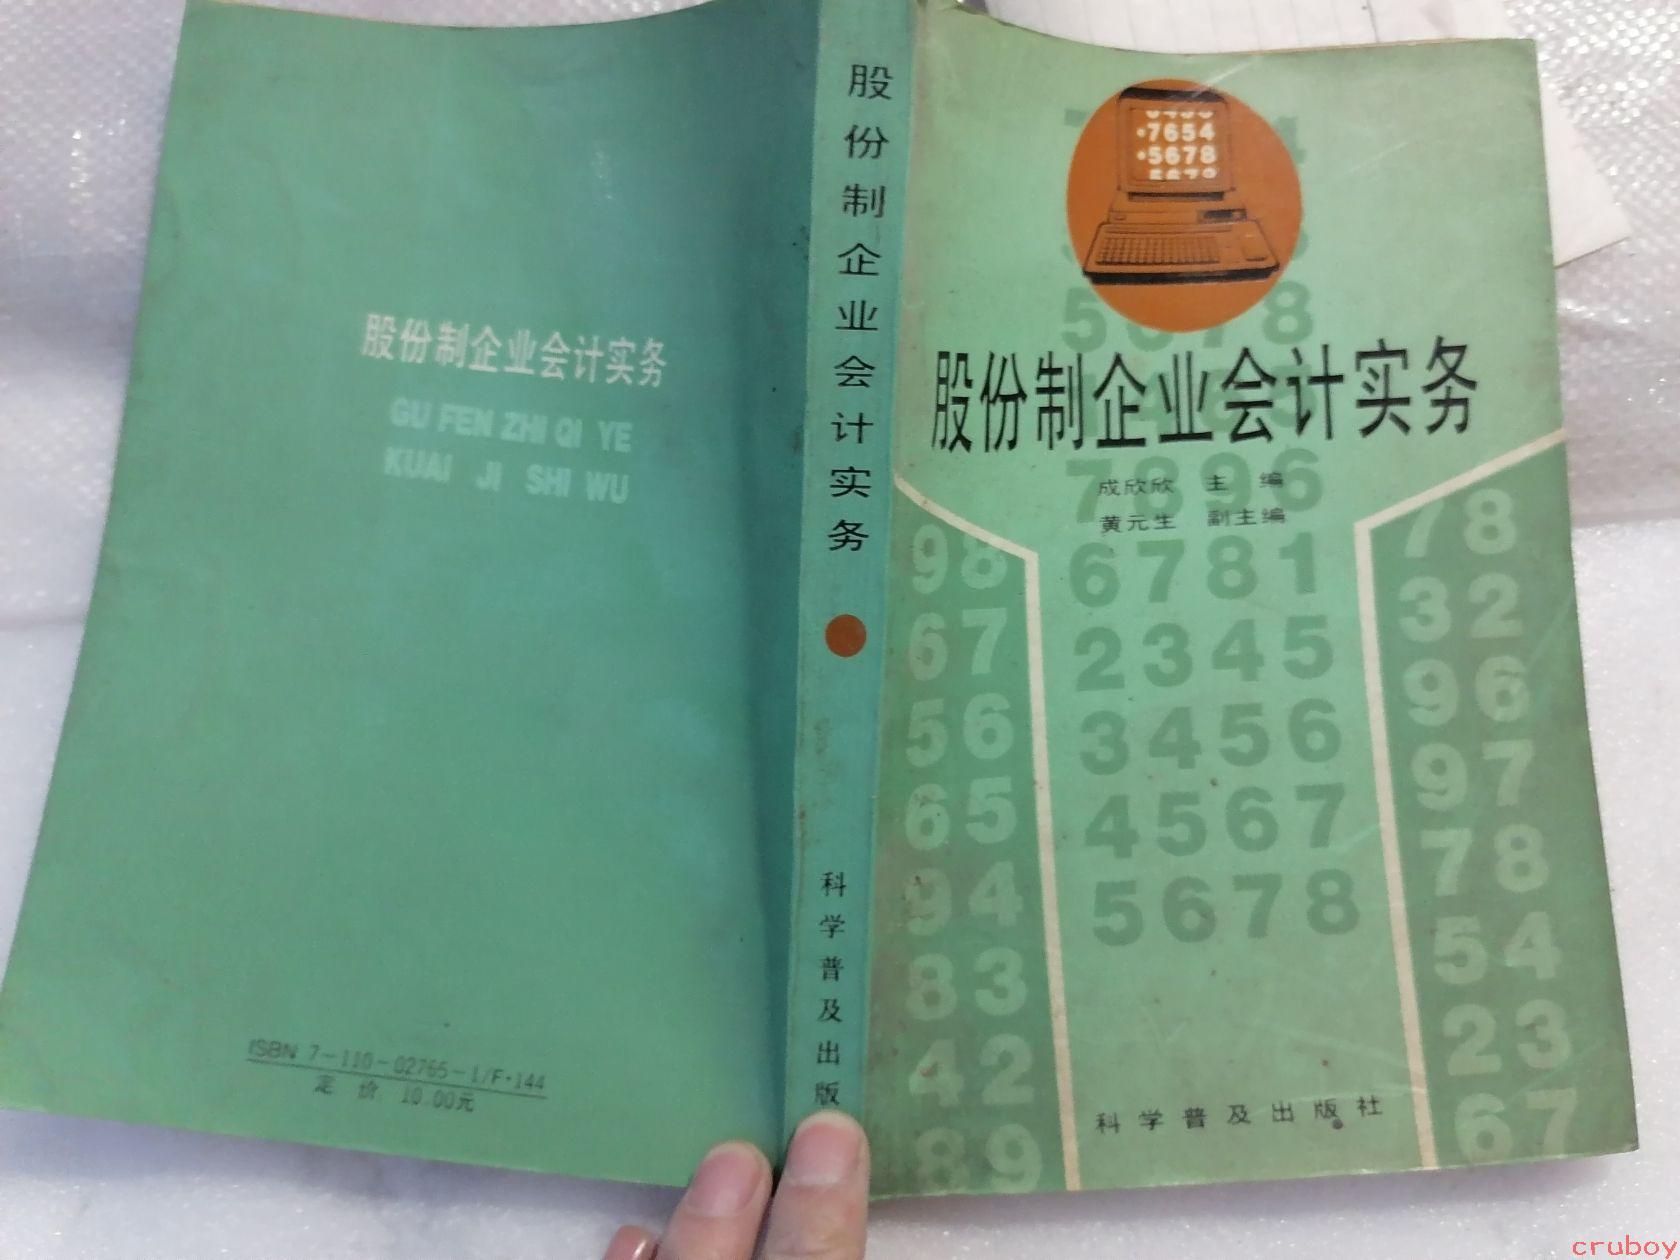 股份制企业会计实务
GU FEN ZHI QI YE
KUAI JI SHI WU
ISBN 7-110-02765-1/F·144
定 价 10.00元
股份制企业会计实务
科学普及出版
7654
5678
股份制企业会计实务
成欣欣 主 编
黄元生 副主编
5678
7896
6781
2345
3456
4567
5678
98
67
56
65
94
83
42
89
78
32
96
97
78
54
23
67
科学普及出版社
cruboy